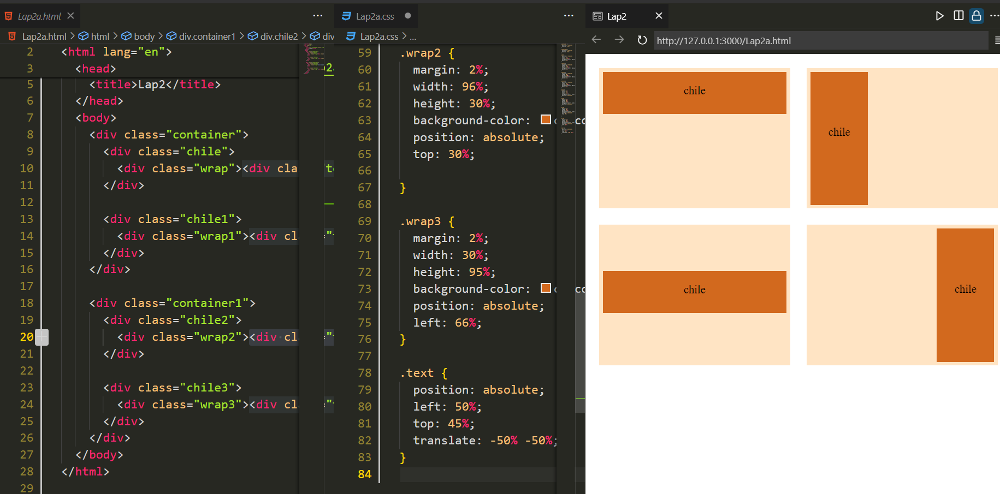 Lap2a.html
Lap2a.css
Lap2
Lap2a.html > html > body > div.container1 > div.chile2 > div
Lap2a.css > ...
http://127.0.0.1:3000/Lap2a.html
2 <html lang="en">
3 <head>
5 <title>Lap2</title>
6 </head>
7 <body>
8 <div class="container">
9 <div class="chile">
10 <div class="wrap"><div cla
11 </div>
12
13 <div class="chile1">
14 <div class="wrap1"><div cl
15 </div>
16 </div>
17
18 <div class="container1">
19 <div class="chile2">
20 <div class="wrap2"><div cl
21 </div>
22
23 <div class="chile3">
24 <div class="wrap3"><div cl
25 </div>
26 </div>
27 </body>
28 </html>
29
59 .wrap2 {
60 margin: 2%;
61 width: 96%;
62 height: 30%;
63 background-color:
64 position: absolute;
65 top: 30%;
66
67 }
68
69 .wrap3 {
70 margin: 2%;
71 width: 30%;
72 height: 95%;
73 background-color:
74 position: absolute;
75 left: 66%;
76 }
77
78 .text {
79 position: absolute;
80 left: 50%;
81 top: 45%;
82 translate: -50% -50%;
83 }
84
chile
chile
chile
chile